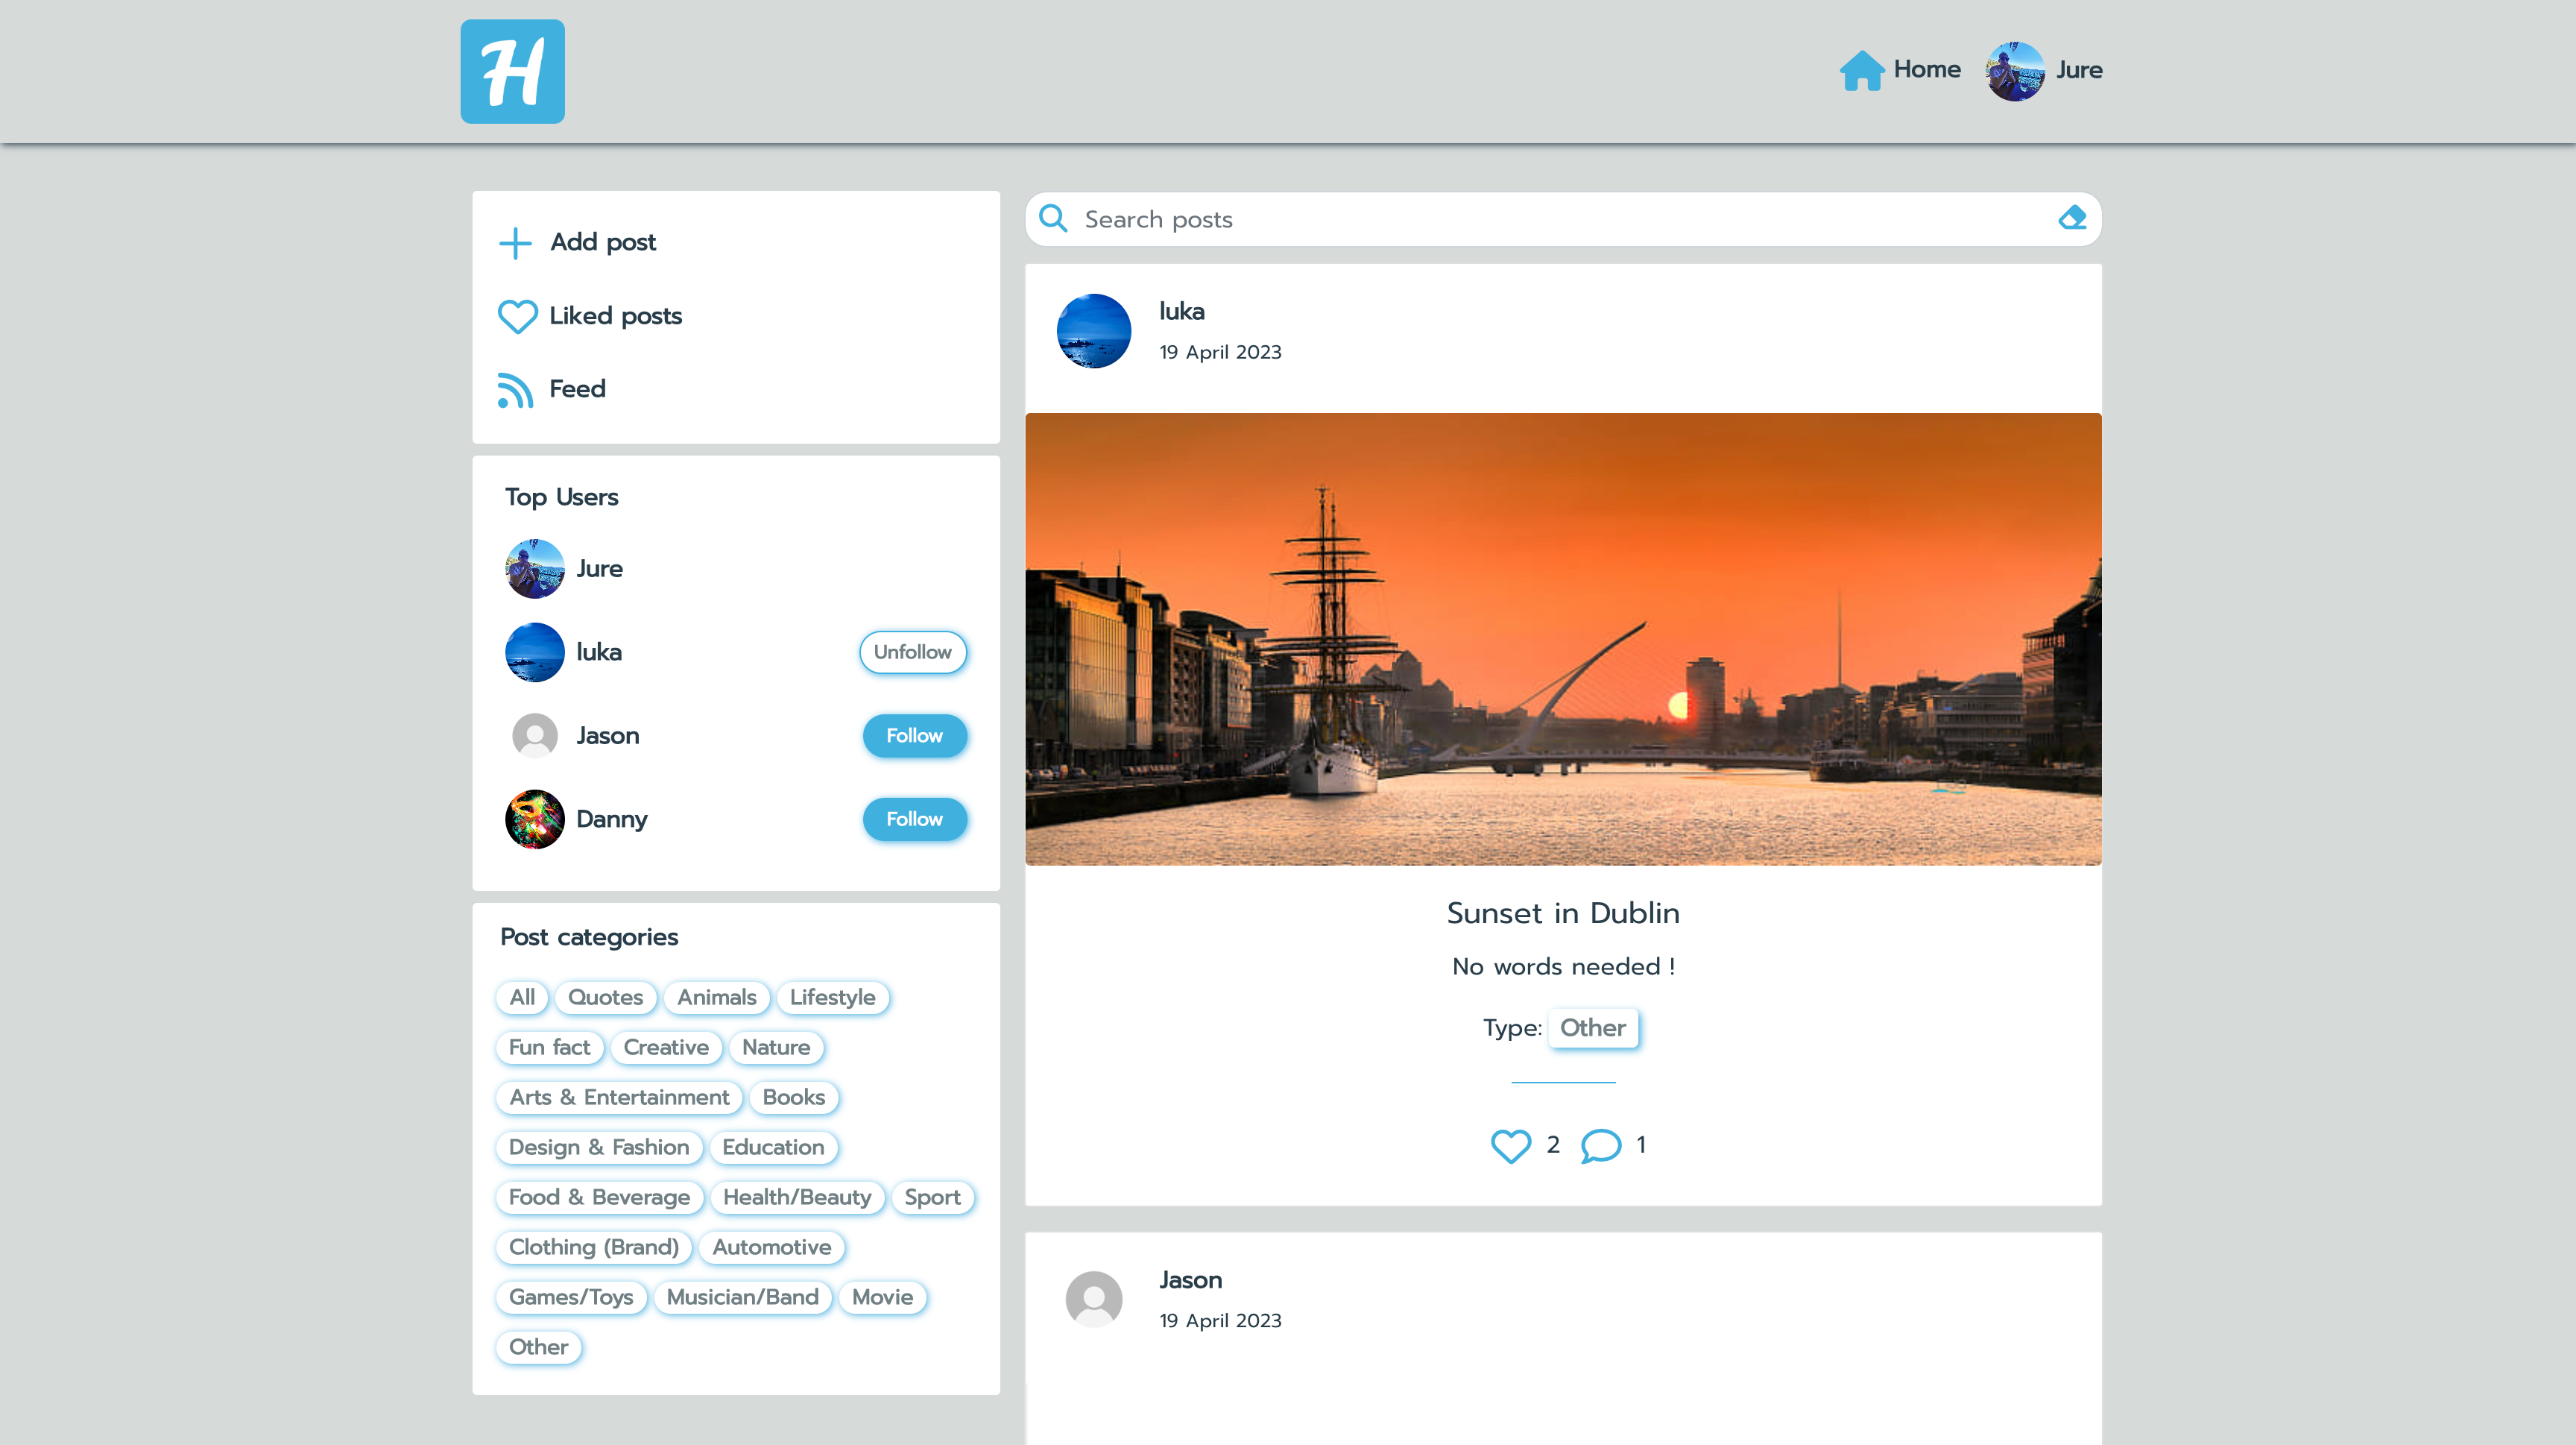 H
Home Jure
Add post
Liked posts
Feed
Top Users
Jure
luka Unfollow
Jason Follow
Danny Follow
Post categories
All Quotes Animals Lifestyle
Fun fact Creative Nature
Arts & Entertainment Books
Design & Fashion Education
Food & Beverage Health/Beauty Sport
Clothing (Brand) Automotive
Games/Toys Musician/Band Movie
Other
Search posts
luka
19 April 2023
Sunset in Dublin
No words needed !
Type: Other
2 1
Jason
19 April 2023